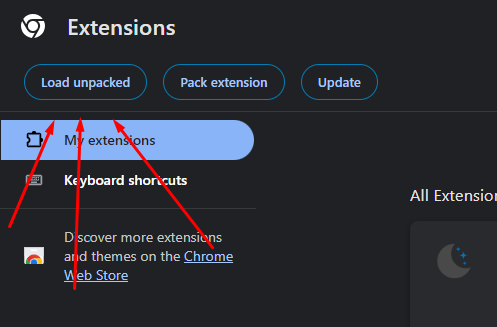 Extensions
Load unpacked
Pack extension
Update
My extensions
Keyboard shortcuts
All Extension
Discover more extensions
and themes on the Chrome
Web Store